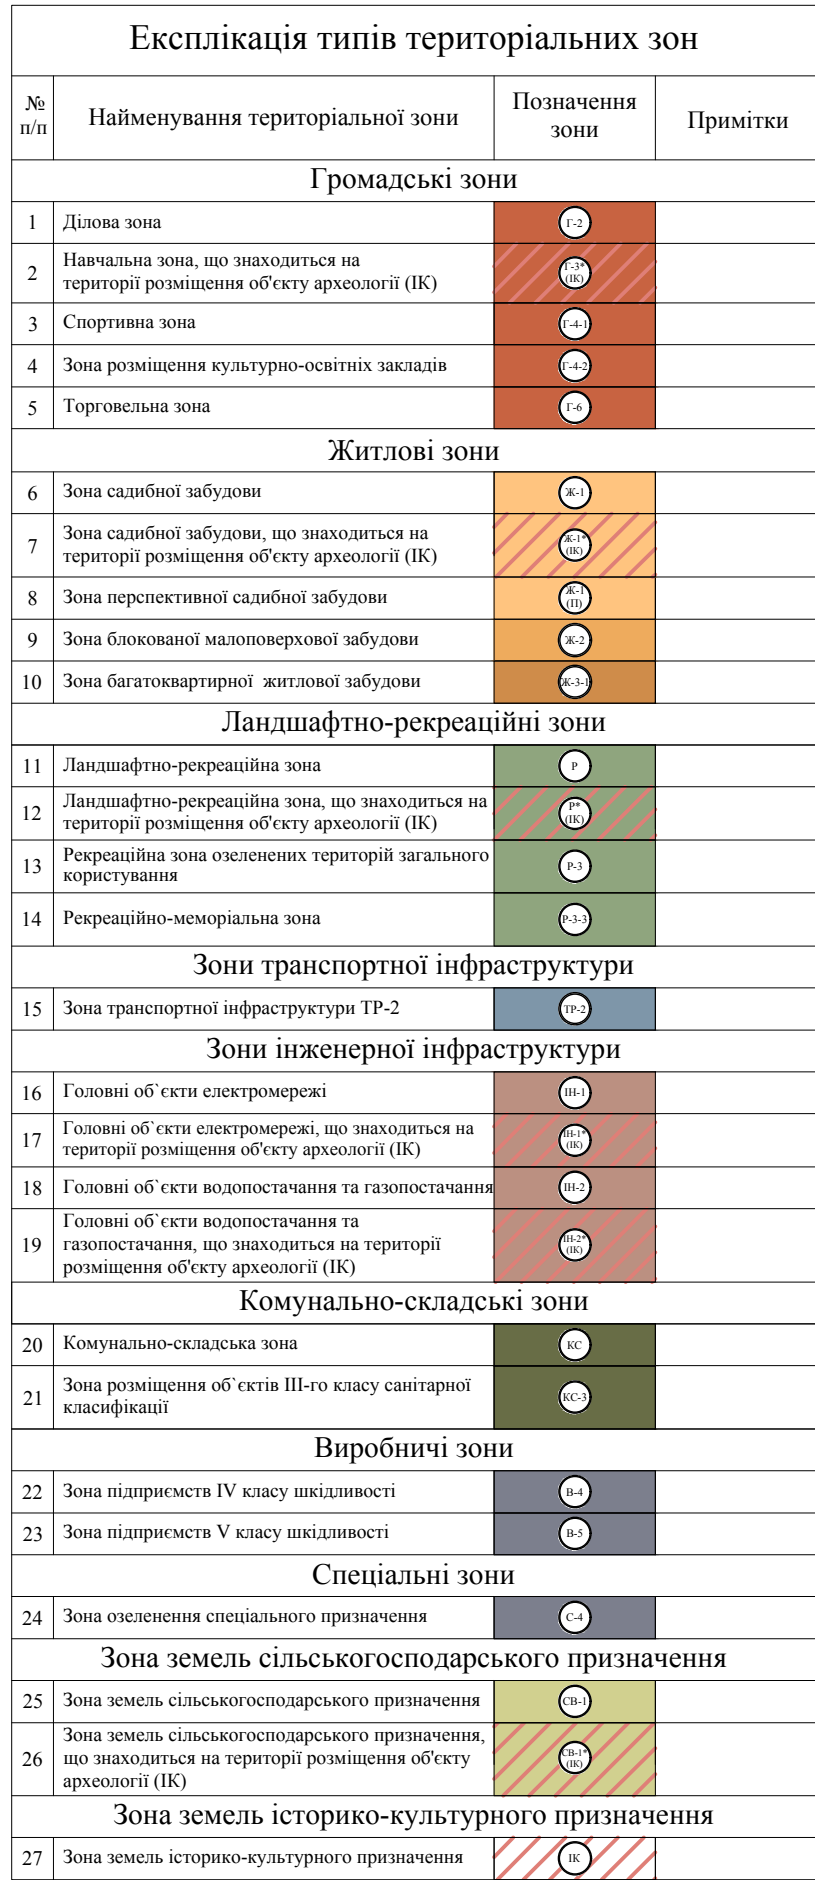 Експлікація типів територіальних зон
№
п/п
Найменування територіальної зони
Позначення
зони
Примітки
Громадські зони
1 Ділова зона Г-2
2 Навчальна зона, що знаходиться на
території розміщення об'єкту археології (ІК)
Г-3*
(ІК)
3 Спортивна зона Г-4-1
4 Зона розміщення культурно-освітніх закладів Г-4-2
5 Торговельна зона Г-6
Житлові зони
6 Зона садибної забудови Ж-1
7 Зона садибної забудови, що знаходиться на
території розміщення об'єкту археології (ІК)
Ж-1*
(ІК)
8 Зона перспективної садибної забудови Ж-1
(П)
9 Зона блокованої малоповерхової забудови Ж-2
10 Зона багатоквартирної житлової забудови Ж-3-1
Ландшафтно-рекреаційні зони
11 Ландшафтно-рекреаційна зона Р
12 Ландшафтно-рекреаційна зона, що знаходиться на
території розміщення об'єкту археології (ІК)
Р*
(ІК)
13 Рекреаційна зона озеленених територій загального
користування
Р-3
14 Рекреаційно-меморіальна зона Р-3-3
Зони транспортної інфраструктури
15 Зона транспортної інфраструктури ТР-2 ТР-2
Зони інженерної інфраструктури
16 Головні об`єкти електромережі ІН-1
17 Головні об`єкти електромережі, що знаходиться на
території розміщення об'єкту археології (ІК)
ІН-1*
(ІК)
18 Головні об`єкти водопостачання та газопостачання ІН-2
19 Головні об`єкти водопостачання та
газопостачання, що знаходиться на території
розміщення об'єкту археології (ІК)
ІН-2*
(ІК)
Комунально-складські зони
20 Комунально-складська зона КС
21 Зона розміщення об`єктів ІІІ-го класу санітарної
класифікації
КС-3
Виробничі зони
22 Зона підприємств IV класу шкідливості В-4
23 Зона підприємств V класу шкідливості В-5
Спеціальні зони
24 Зона озеленення спеціального призначення С-4
Зона земель сільськогосподарського призначення
25 Зона земель сільськогосподарського призначення СВ-1
26 Зона земель сільськогосподарського призначення,
що знаходиться на території розміщення об'єкту
археології (ІК)
СВ-1*
(ІК)
Зона земель історико-культурного призначення
27 Зона земель історико-культурного призначення ІК